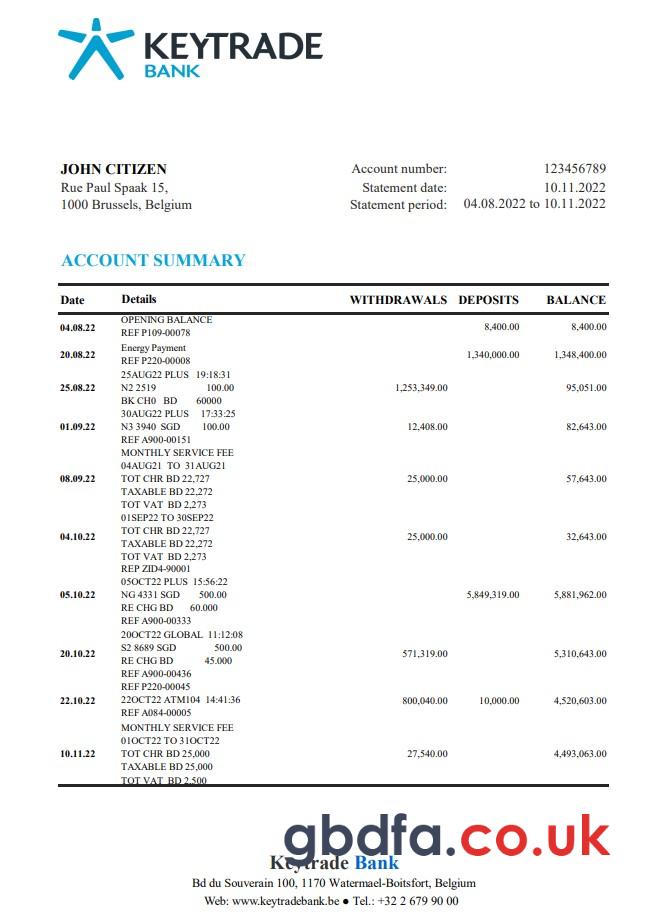 KEYTRADE
BANK
JOHN CITIZEN
Rue Paul Spaak 15,
1000 Brussels, Belgium
Account number: 123456789
Statement date: 10.11.2022
Statement period: 04.08.2022 to 10.11.2022
ACCOUNT SUMMARY
Date Details WITHDRAWALS DEPOSITS BALANCE
OPENING BALANCE
04.08.22 8,400.00 8,400.00
REF P109-00078
Energy Payment
20.08.22 1,340,000.00 1,348,400.00
REF P220-00008
25AUG22 PLUS 19:18:31
25.08.22 N2 2519 100.00 1,253,349.00 95,051.00
BK CH0 BD 60000
30AUG22 PLUS 17:33:25
01.09.22 N3 3940 SGD 100.00 12,408.00 82,643.00
REF A900-00151
MONTHLY SERVICE FEE
04AUG21 TO 31AUG21
08.09.22 TOT CHR BD 22,727 25,000.00 57,643.00
TAXABLE BD 22,272
TOT VAT BD 2,273
01SEP22 TO 30SEP22
04.10.22 TOT CHR BD 22,727 25,000.00 32,643.00
TAXABLE BD 22,272
TOT VAT BD 2,273
REP ZID4-90001
05OCT22 PLUS 15:56:22
05.10.22 NG 4331 SGD 500.00 5,849,319.00 5,881,962.00
RE CHG BD 60.000
REF A900-00333
20OCT22 GLOBAL 11:12:08
S2 8689 SGD 500.00
20.10.22 571,319.00 5,310,643.00
RE CHG BD 45.000
REF A900-00436
REF P220-00045
22.10.22 22OCT22 ATM104 14:41:36 800,040.00 10,000.00 4,520,603.00
REF A084-00005
MONTHLY SERVICE FEE
01OCT22 TO 31OCT22
10.11.22 TOT CHR BD 25,000 27,540.00 4,493,063.00
TAXABLE BD 25,000
TOT VAT BD 2,500
gbdfa.co.uk
Keytrade Bank
Bd du Souverain 100, 1170 Watermael-Boitsfort, Belgium
Web: www.keytradebank.be ● Tel.: +32 2 679 90 00